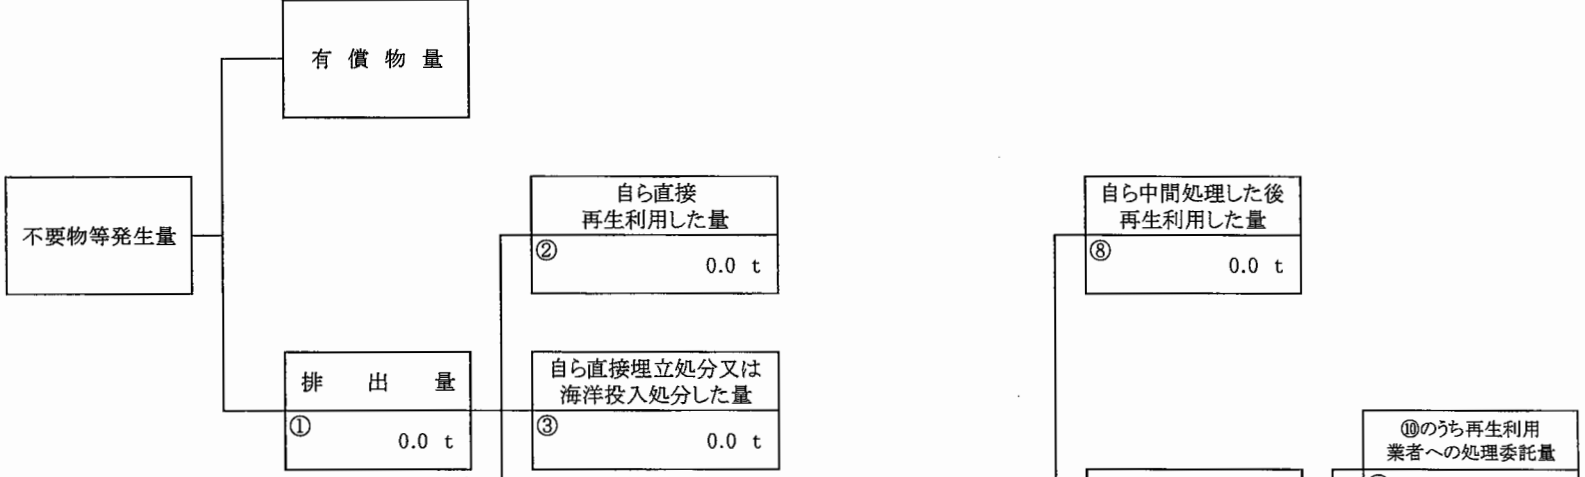 有 償 物 量
不要物等発生量
自ら直接
再生利用した量
②
0.0 t
自ら中間処理した後
再生利用した量
⑧
0.0 t
排 出 量
①
0.0 t
自ら直接埋立処分又は
海洋投入処分した量
③
0.0 t
⑩のうち再生利用
業者への処理委託量